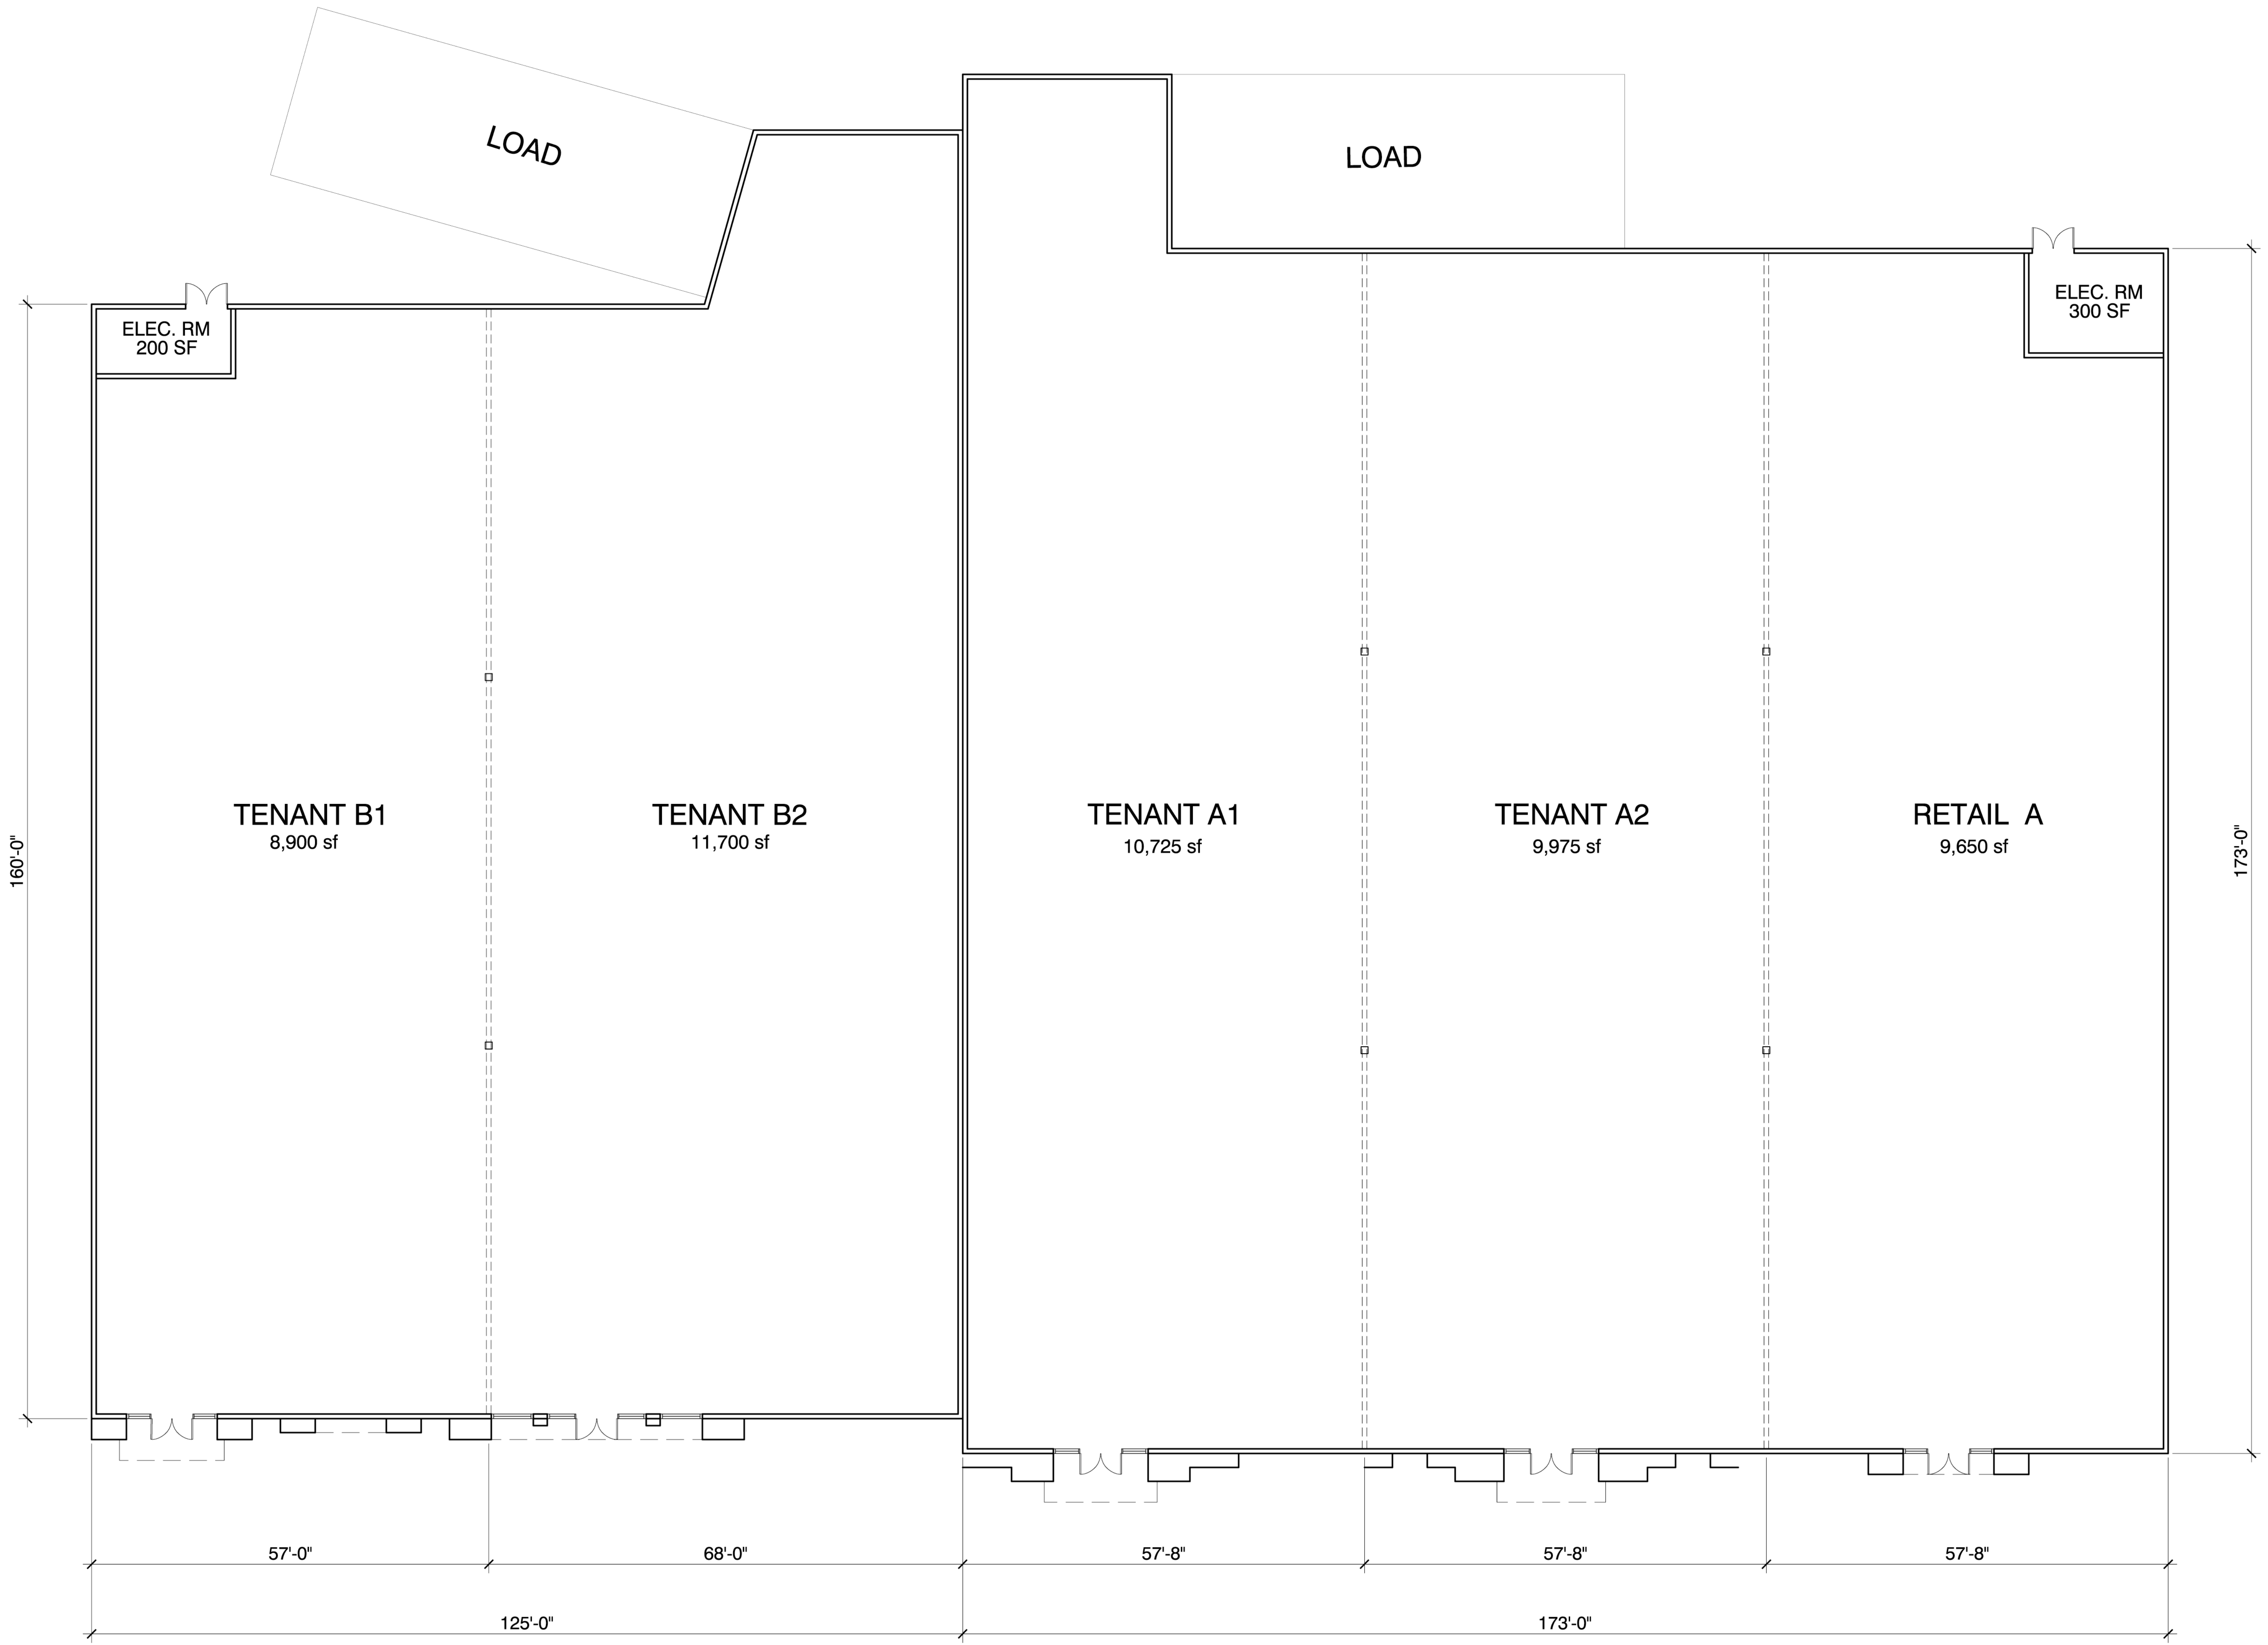 LOAD
LOAD
ELEC. RM
200 SF
ELEC. RM
300 SF
TENANT B1
8,900 sf
TENANT B2
11,700 sf
TENANT A1
10,725 sf
TENANT A2
9,975 sf
RETAIL A
9,650 sf
160'-0"
173'-0"
57'-0"
68'-0"
57'-8"
57'-8"
57'-8"
125'-0"
173'-0"